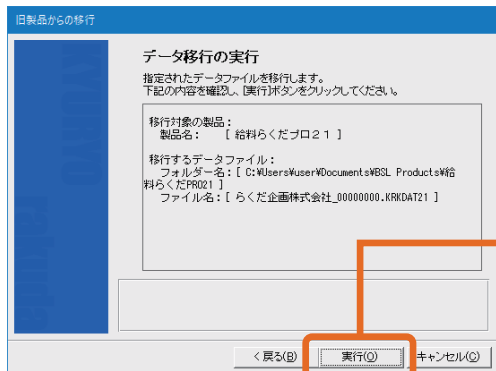 旧製品からの移行
データ移行の実行
指定されたデータファイルを移行します。
下記の内容を確認し、[実行]ボタンをクリックしてください。
移行対象の製品:
製品名: [ 給料らくだプロ21 ]
移行するデータファイル:
フォルダー名:[ C:¥Users¥user¥Documents¥BSL Products¥給
料らくだPRO21 ]
ファイル名:[ らくだ企画株式会社_00000000.KRKDAT21 ]
KYURYO
rakuda
< 戻る(B)
実行(O)
キャンセル(C)